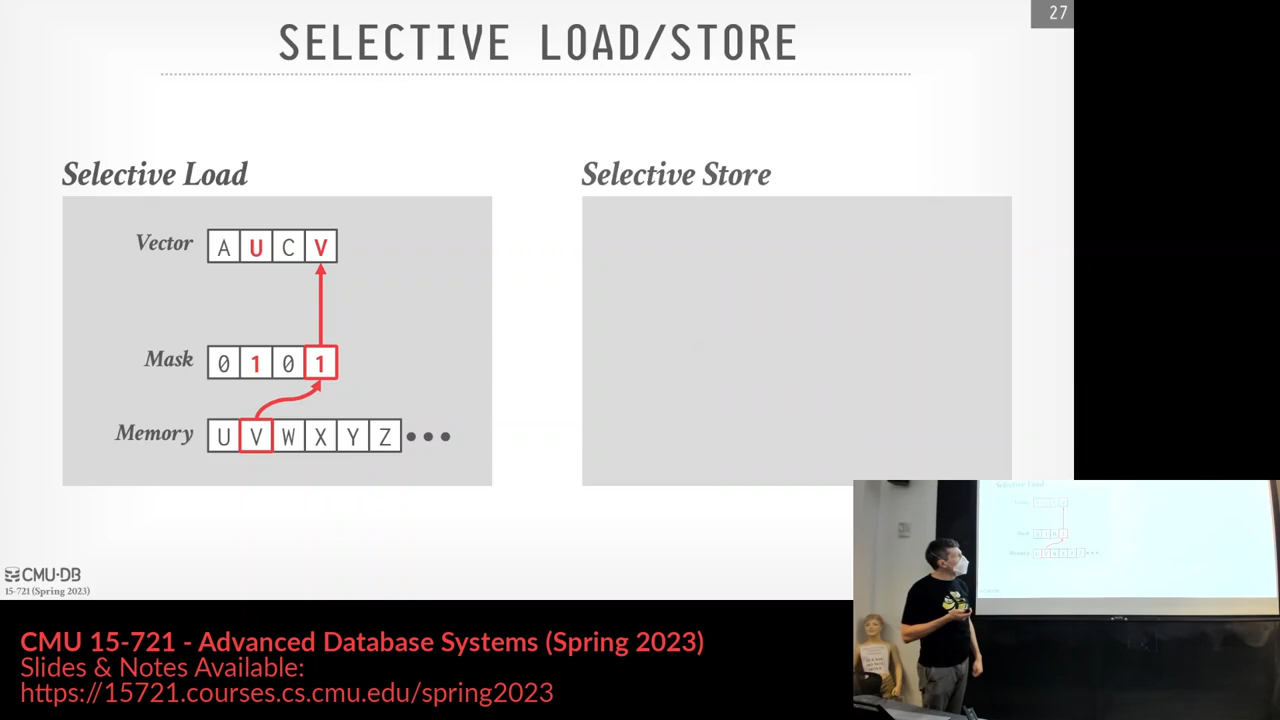 27
SELECTIVE LOAD/STORE
Selective Load
Vector A U C V
Mask 0 1 0 1
Memory U V W X Y Z
Selective Store
CMU·DB
15-721 (Spring 2023)
CMU 15-721 - Advanced Database Systems (Spring 2023)
Slides & Notes Available:
https://15721.courses.cs.cmu.edu/spring2023